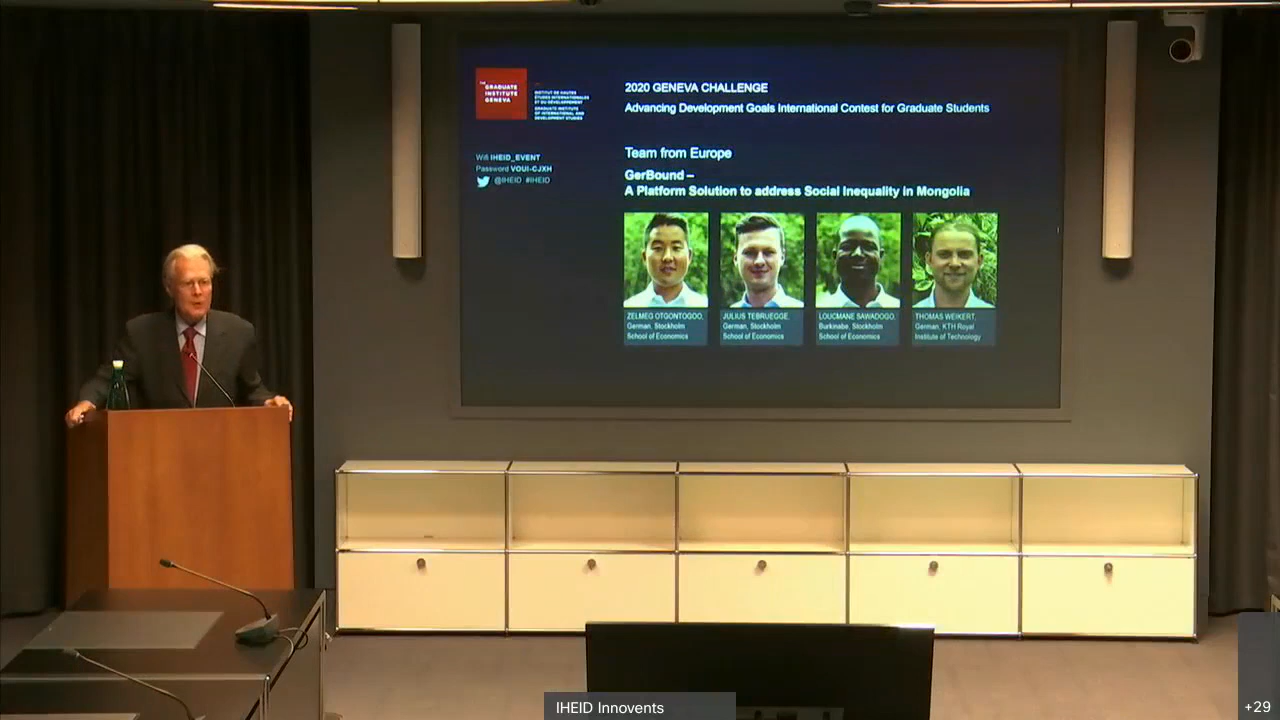 THE
GRADUATE
INSTITUTE
GENEVA
INSTITUT DE HAUTES
ÉTUDES INTERNATIONALES
ET DU DÉVELOPPEMENT
GRADUATE INSTITUTE
OF INTERNATIONAL AND
DEVELOPMENT STUDIES
Wifi IHEID_EVENT
Password VOUI-CJXH
@IHEID #IHEID
2020 GENEVA CHALLENGE
Advancing Development Goals International Contest for Graduate Students
Team from Europe
GerBound –
A Platform Solution to address Social Inequality in Mongolia
ZELMEG OTGONTOGOO,
German, Stockholm
School of Economics
JULIUS TEBRUEGGE,
German, Stockholm
School of Economics
LOUCMANE SAWADOGO,
Burkinabe, Stockholm
School of Economics
THOMAS WEIKERT,
German, KTH Royal
Institute of Technology
IHEID Innovents
+29